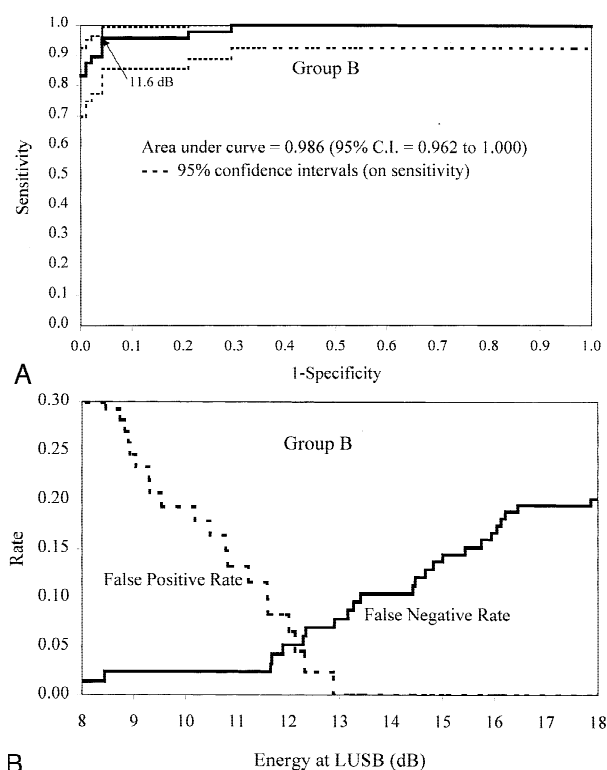 1.0
0.9
0.8
0.7
0.6
0.5
0.4
0.3
0.2
0.1
0.0
Sensitivity
11.6 dB
Group B
Area under curve = 0.986 (95% C.I. = 0.962 to 1.000)
95% confidence intervals (on sensitivity)
0.0 0.1 0.2 0.3 0.4 0.5 0.6 0.7 0.8 0.9 1.0
1-Specificity
A
0.30
0.25
0.20
0.15
0.10
0.05
0.00
Rate
Group B
False Positive Rate
False Negative Rate
8 9 10 11 12 13 14 15 16 17 18
Energy at LUSB (dB)
B